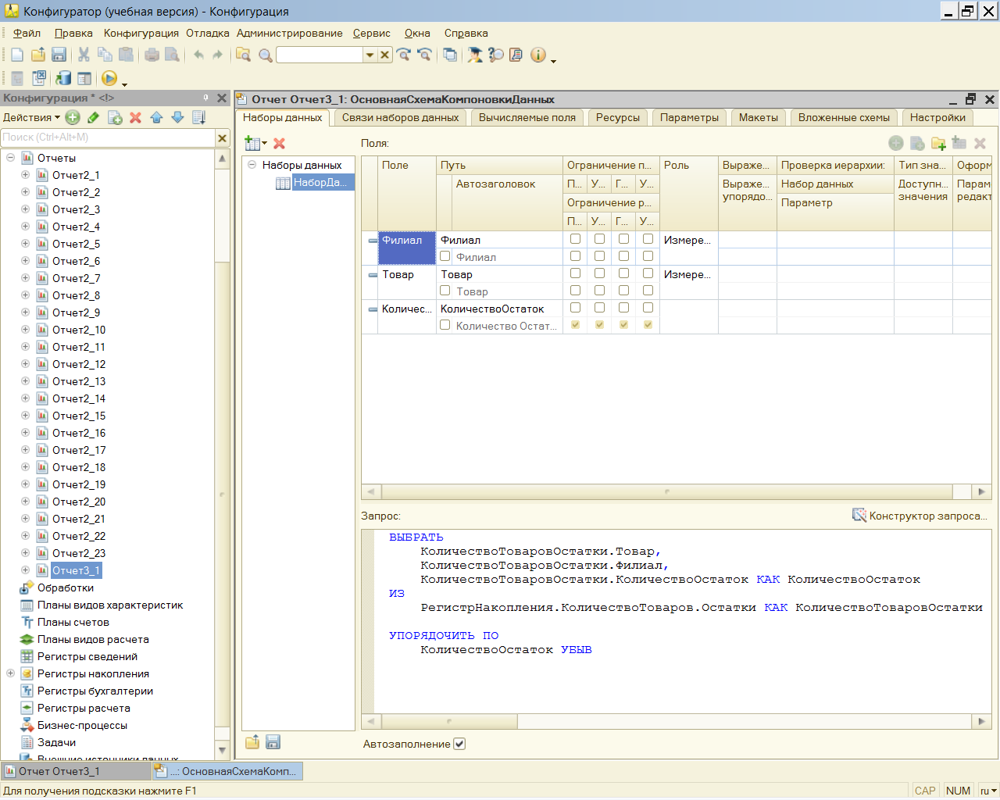 Конфигуратор (учебная версия) - Конфигурация
Файл Правка Конфигурация Отладка Администрирование Сервис Окна Справка
Конфигурация * <!>
Действия
Поиск (Ctrl+Alt+M)
Отчеты
Отчет2_1
Отчет2_2
Отчет2_3
Отчет2_4
Отчет2_5
Отчет2_6
Отчет2_7
Отчет2_8
Отчет2_9
Отчет2_10
Отчет2_11
Отчет2_12
Отчет2_13
Отчет2_14
Отчет2_15
Отчет2_16
Отчет2_17
Отчет2_18
Отчет2_19
Отчет2_20
Отчет2_21
Отчет2_22
Отчет2_23
Отчет3_1
Обработки
Планы видов характеристик
Планы счетов
Планы видов расчета
Регистры сведений
Регистры накопления
Регистры бухгалтерии
Регистры расчета
Бизнес-процессы
Задачи
Внешние источники данных
Отчет Отчет3_1: ОсновнаяСхемаКомпоновкиДанных
Наборы данных Связи наборов данных Вычисляемые поля Ресурсы Параметры Макеты Вложенные схемы Настройки
Наборы данных
НаборДа...
Поля:
Поле Путь Ограничение п... Роль Выраже... Проверка иерархии: Тип зна... Оформ
Автозаголовок П... У... Г... У... Выраже... Набор данных Доступн... Парам
упорядо... значения редакт
Ограничение р... Параметр
П... У... Г... У...
Филиал Филиал Измере...
Филиал
Товар Товар Измере...
Товар
Количес... КоличествоОстаток
Количество Остат...
Запрос: Конструктор запроса...
ВЫБРАТЬ
КоличествоТоваровОстатки.Товар,
КоличествоТоваровОстатки.Филиал,
КоличествоТоваровОстатки.КоличествоОстаток КАК КоличествоОстаток
ИЗ
РегистрНакопления.КоличествоТоваров.Остатки КАК КоличествоТоваровОстатки
УПОРЯДОЧИТЬ ПО
КоличествоОстаток УБЫВ
Автозаполнение
Отчет Отчет3_1 ...: ОсновнаяСхемаКомп...
Для получения подсказки нажмите F1 CAP NUM ru